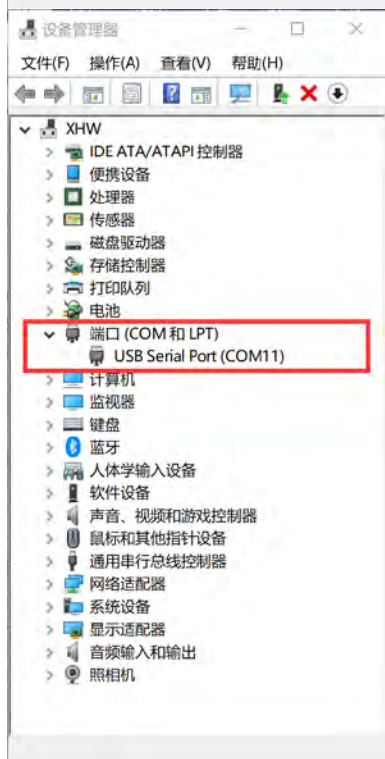 设备管理器
文件(F) 操作(A) 查看(V) 帮助(H)
XHW
IDE ATA/ATAPI 控制器
便携设备
处理器
传感器
磁盘驱动器
存储控制器
打印队列
电池
端口 (COM 和 LPT)
USB Serial Port (COM11)
计算机
监视器
键盘
蓝牙
人体学输入设备
软件设备
声音、视频和游戏控制器
鼠标和其他指针设备
通用串行总线控制器
网络适配器
系统设备
显示适配器
音频输入和输出
照相机